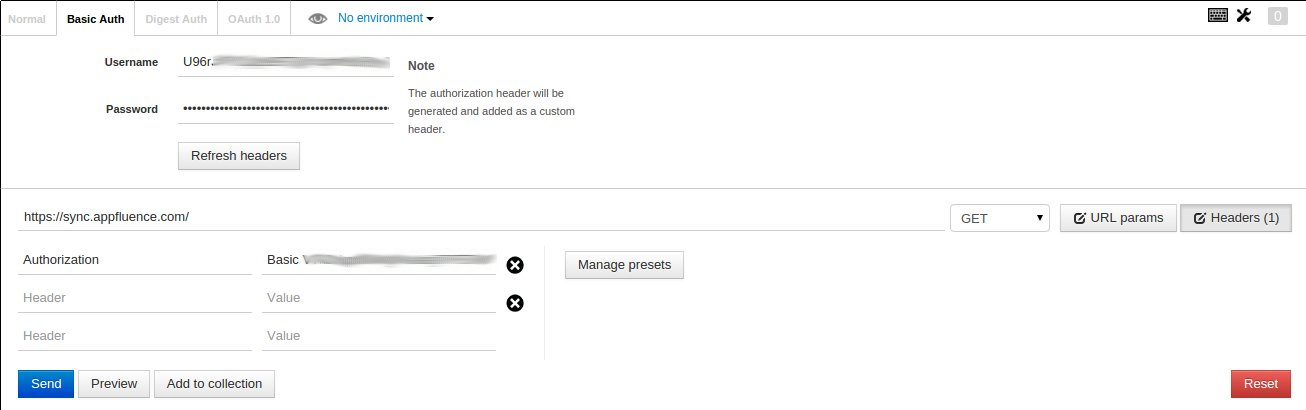 Normal Basic Auth Digest Auth OAuth 1.0 No environment 0
Username U96r
Note
The authorization header will be
Password ••••••••••••••••••••••••••••••••••••••••••••
generated and added as a custom
header.
Refresh headers
https://sync.appfluence.com/ GET URL params Headers (1)
Authorization Basic
Manage presets
Header Value
Header Value
Send Preview Add to collection Reset